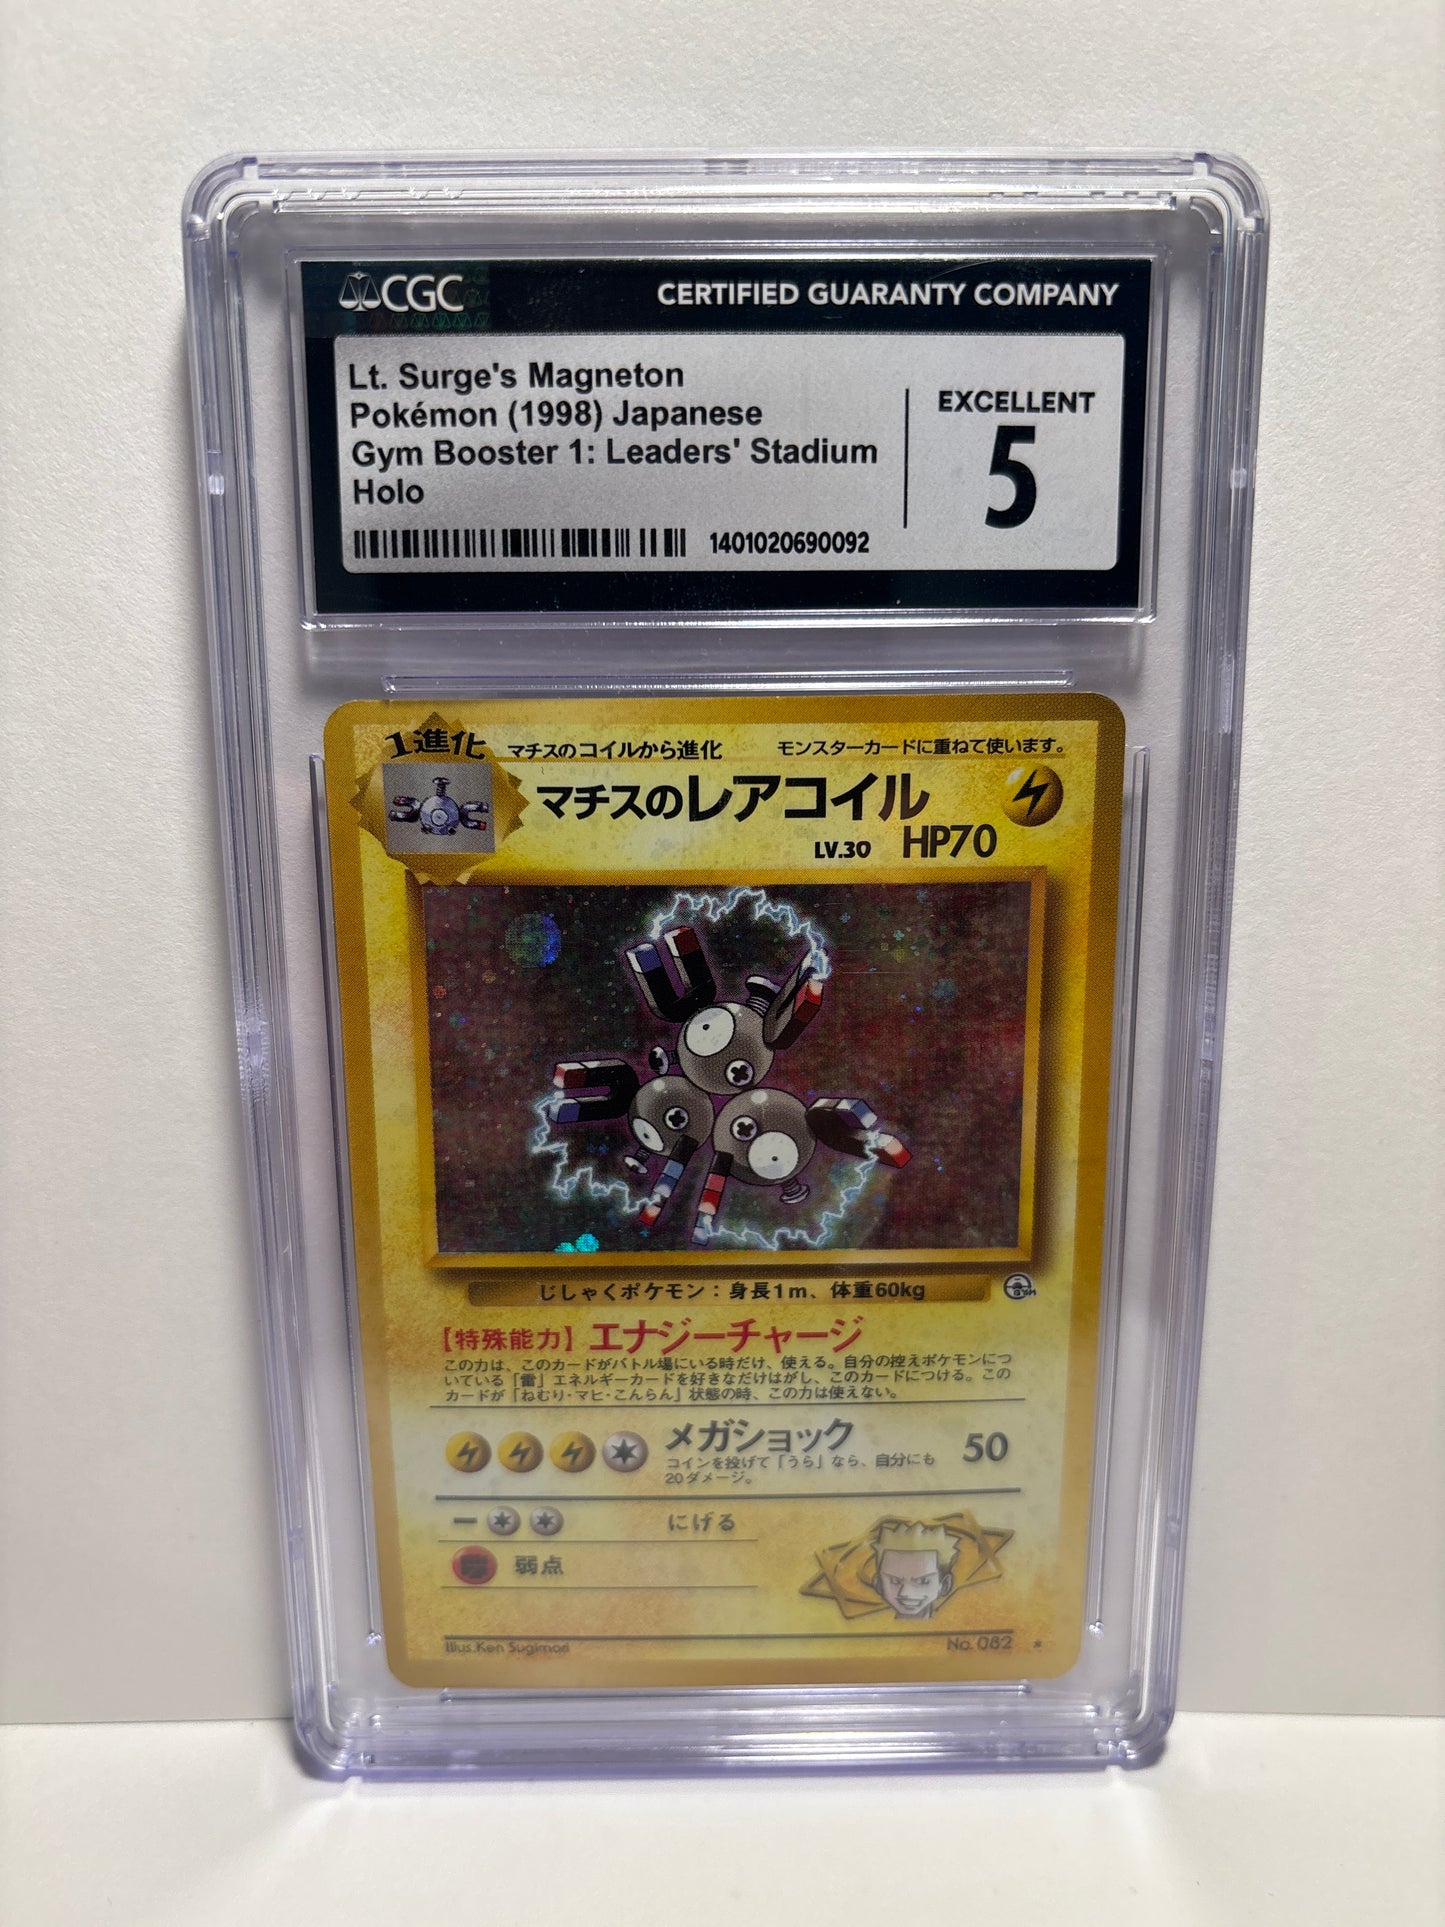 CGC
CERTIFIED GUARANTY COMPANY
Lt. Surge's Magneton
Pokémon (1998) Japanese
Gym Booster 1: Leaders' Stadium
Holo
EXCELLENT
5
1401020690092
1進化
マチスのコイルから進化
モンスターカードに重ねて使います。
マチスのレアコイル
LV.30 HP70
じしゃくポケモン：身長1m、体重60kg
GYM
【特殊能力】エナジーチャージ
この力は、このカードがバトル場にいる時だけ、使える。自分の控えポケモンにつ
いている「雷」エネルギーカードを好きなだけはがし、このカードにつける。この
カードが「ねむり・マヒ・こんらん」状態の時、この力は使えない。
メガショック 50
コインを投げて「うら」なら、自分にも
20ダメージ。
にげる
弱点
Illus.Ken Sugimori
No. 082